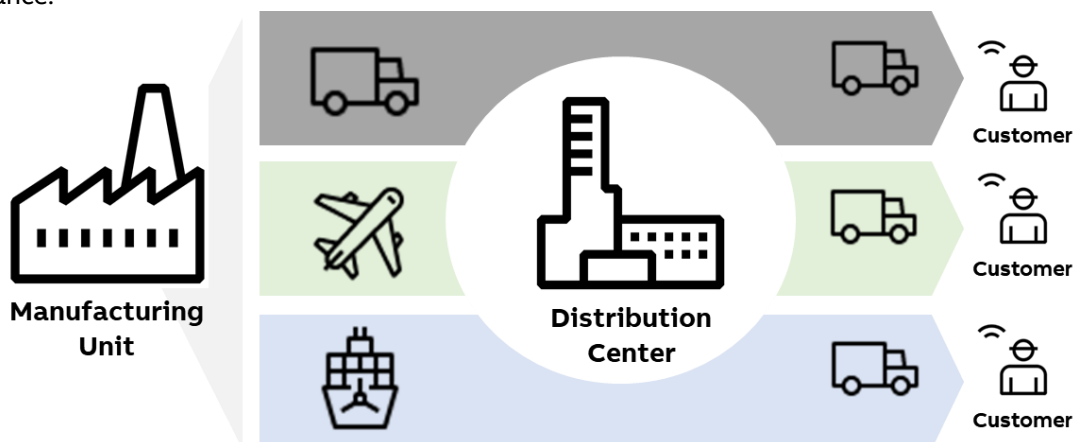 Manufacturing
Unit
Distribution
Center
Customer
Customer
Customer